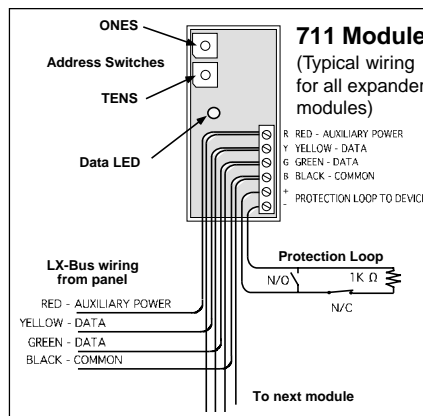 ONES
Address Switches
TENS
Data LED
711 Module
(Typical wiring
for all expander
modules)
R RED - AUXILIARY POWER
Y YELLOW - DATA
G GREEN - DATA
B BLACK - COMMON
+ PROTECTION LOOP TO DEVICE
-
LX-Bus wiring
from panel
RED - AUXILIARY POWER
YELLOW - DATA
GREEN - DATA
BLACK - COMMON
Protection Loop
N/O
1K Ω
N/C
To next module